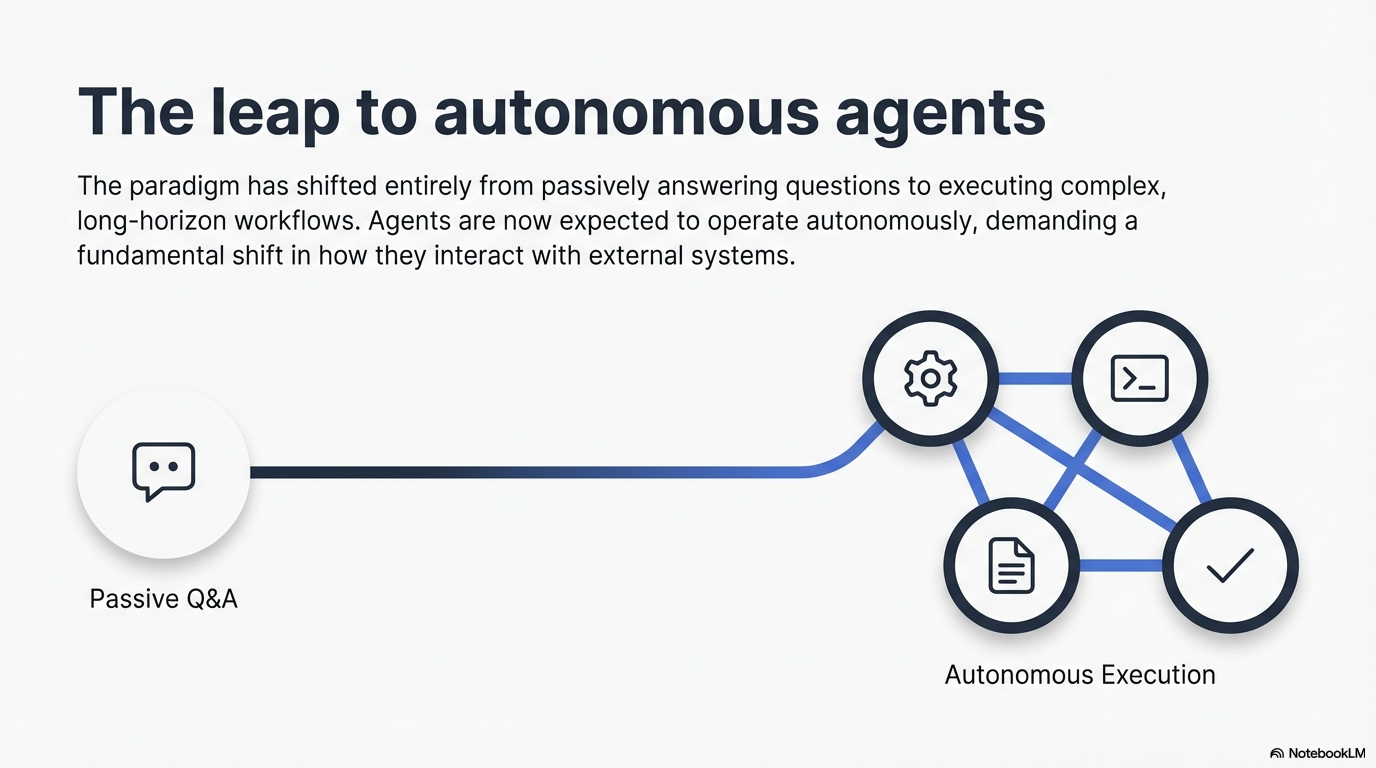 The leap to autonomous agents
The paradigm has shifted entirely from passively answering questions to executing complex,
long-horizon workflows. Agents are now expected to operate autonomously, demanding a
fundamental shift in how they interact with external systems.
Passive Q&A
Autonomous Execution
NotebookLM